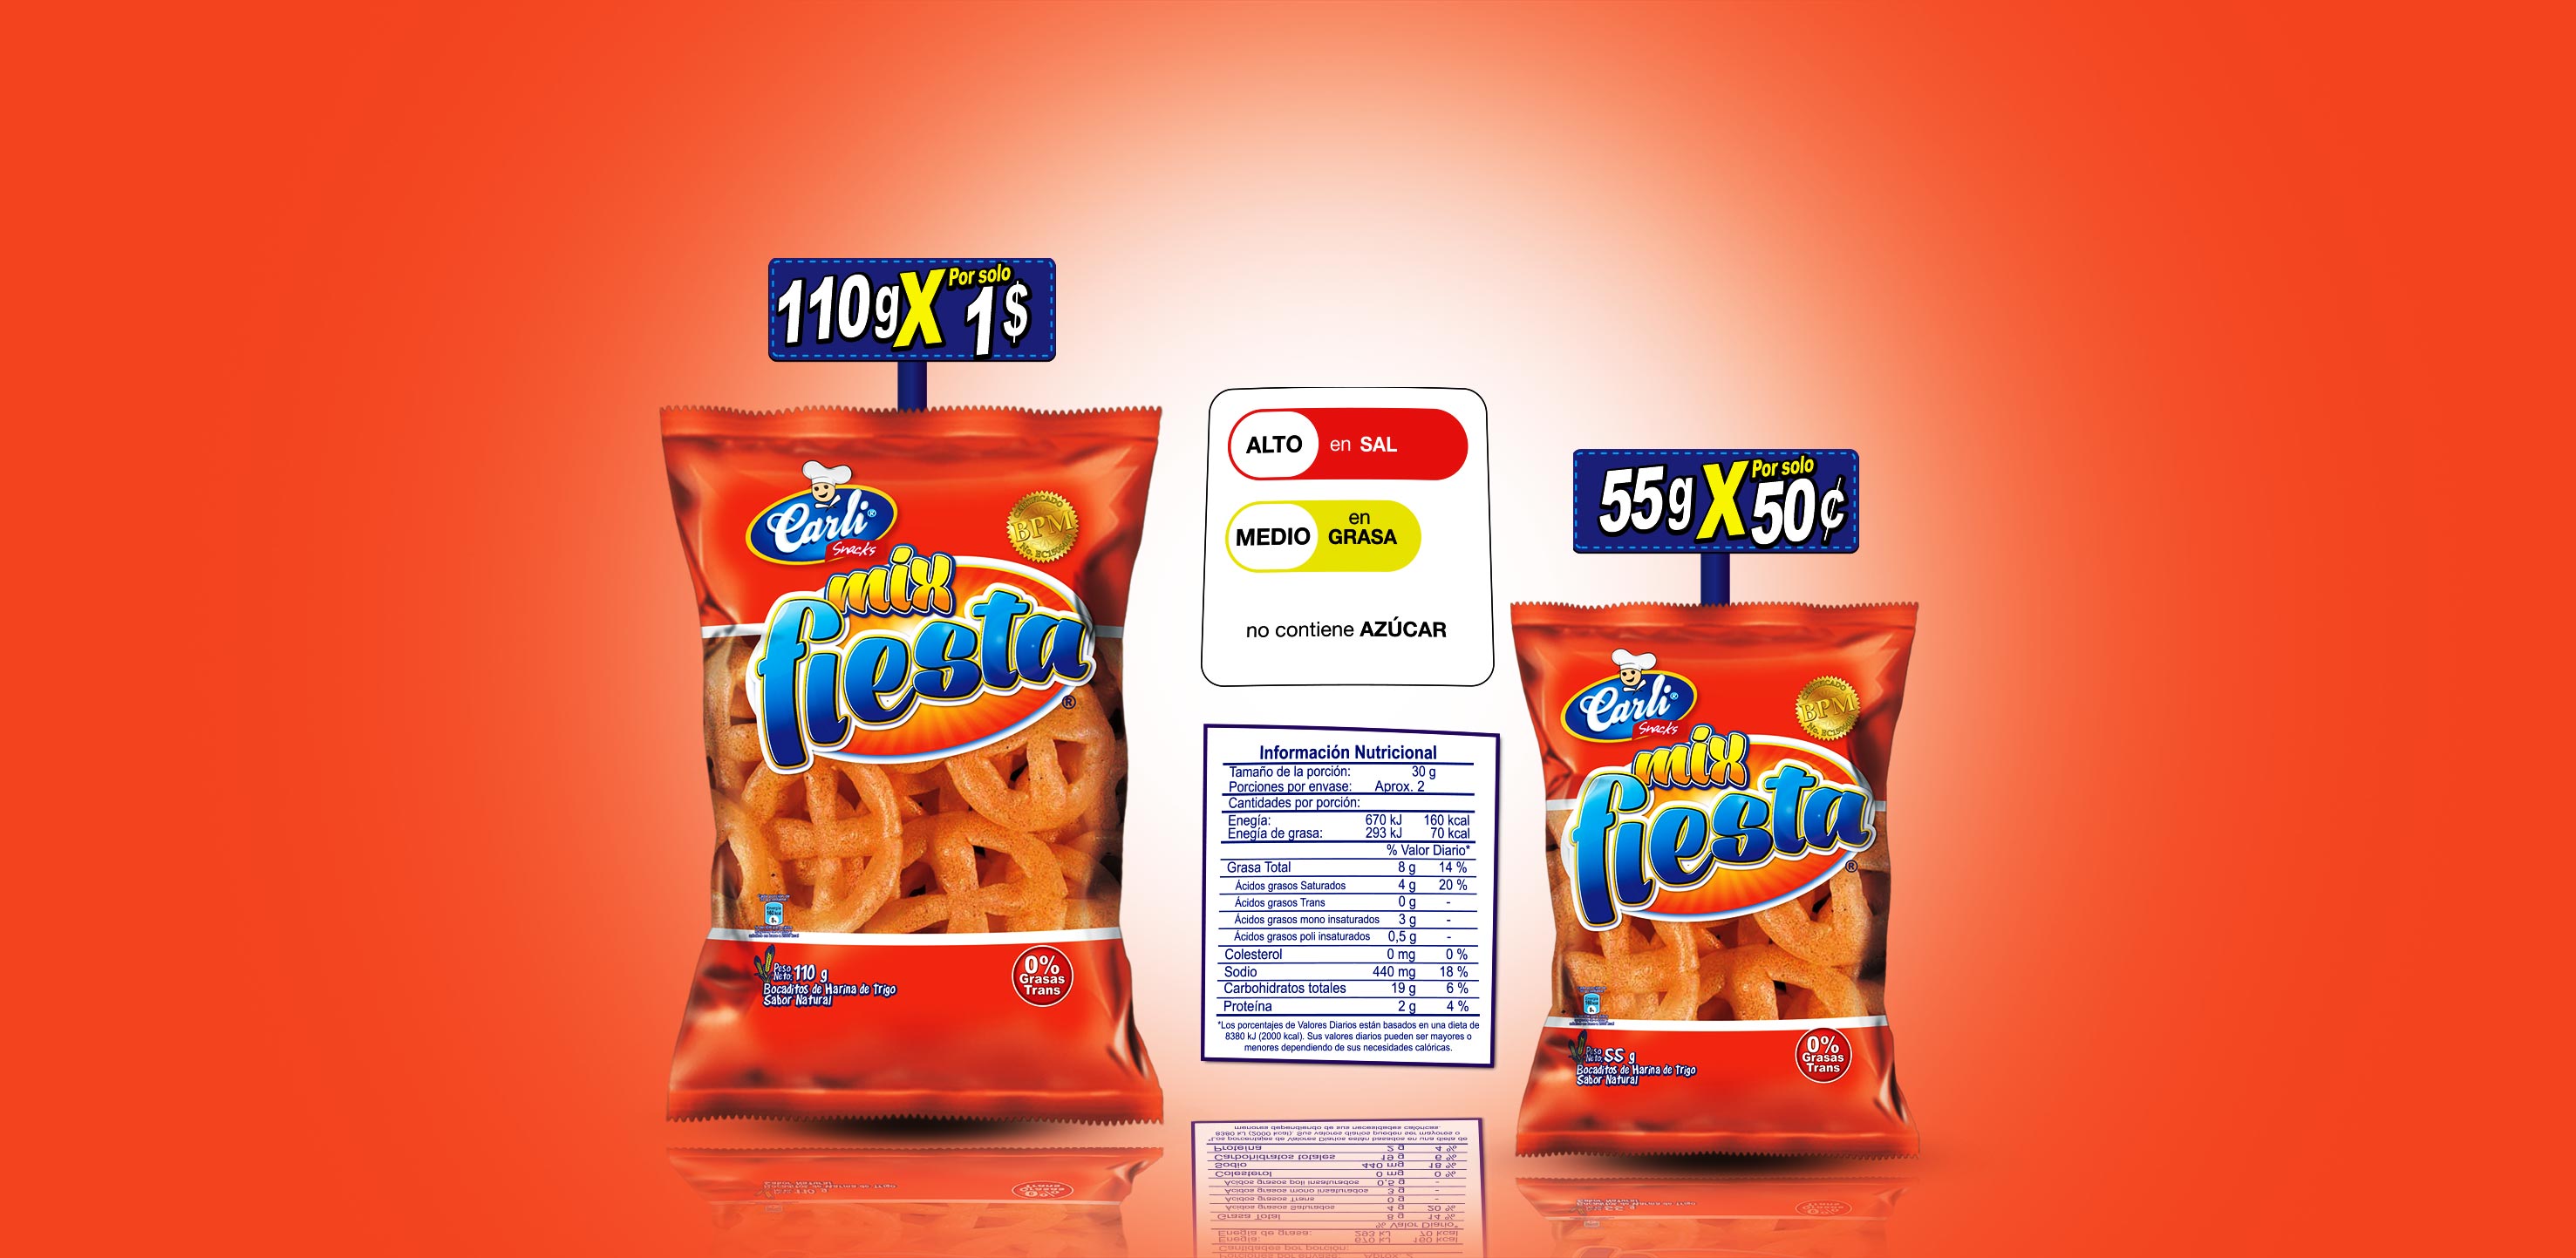 110g X Por solo 1$
Carli®
Snacks
CERTIFICADO
BPM
mix
fiesta
®
Energía
160 kcal
8%
Peso Neto: 110 g
Bocaditos de Harina de Trigo
Sabor Natural
0%
Grasas
Trans
ALTO en SAL
MEDIO en GRASA
no contiene AZÚCAR
Información Nutricional
Tamaño de la porción: 30 g
Porciones por envase: Aprox. 2
Cantidades por porción:
Enegía: 670 kJ 160 kcal
Enegía de grasa: 293 kJ 70 kcal
% Valor Diario*
Grasa Total 8 g 14 %
Ácidos grasos Saturados 4 g 20 %
Ácidos grasos Trans 0 g -
Ácidos grasos mono insaturados 3 g -
Ácidos grasos poli insaturados 0,5 g -
Colesterol 0 mg 0 %
Sodio 440 mg 18 %
Carbohidratos totales 19 g 6 %
Proteína 2 g 4 %
*Los porcentajes de Valores Diarios están basados en una dieta de
8380 kJ (2000 kcal). Sus valores diarios pueden ser mayores o
menores dependiendo de sus necesidades calóricas.
55g X Por solo 50¢
Carli®
Snacks
BPM
mix
fiesta
®
Peso Neto: 55 g
Bocaditos de Harina de Trigo
Sabor Natural
0%
Grasas
Trans